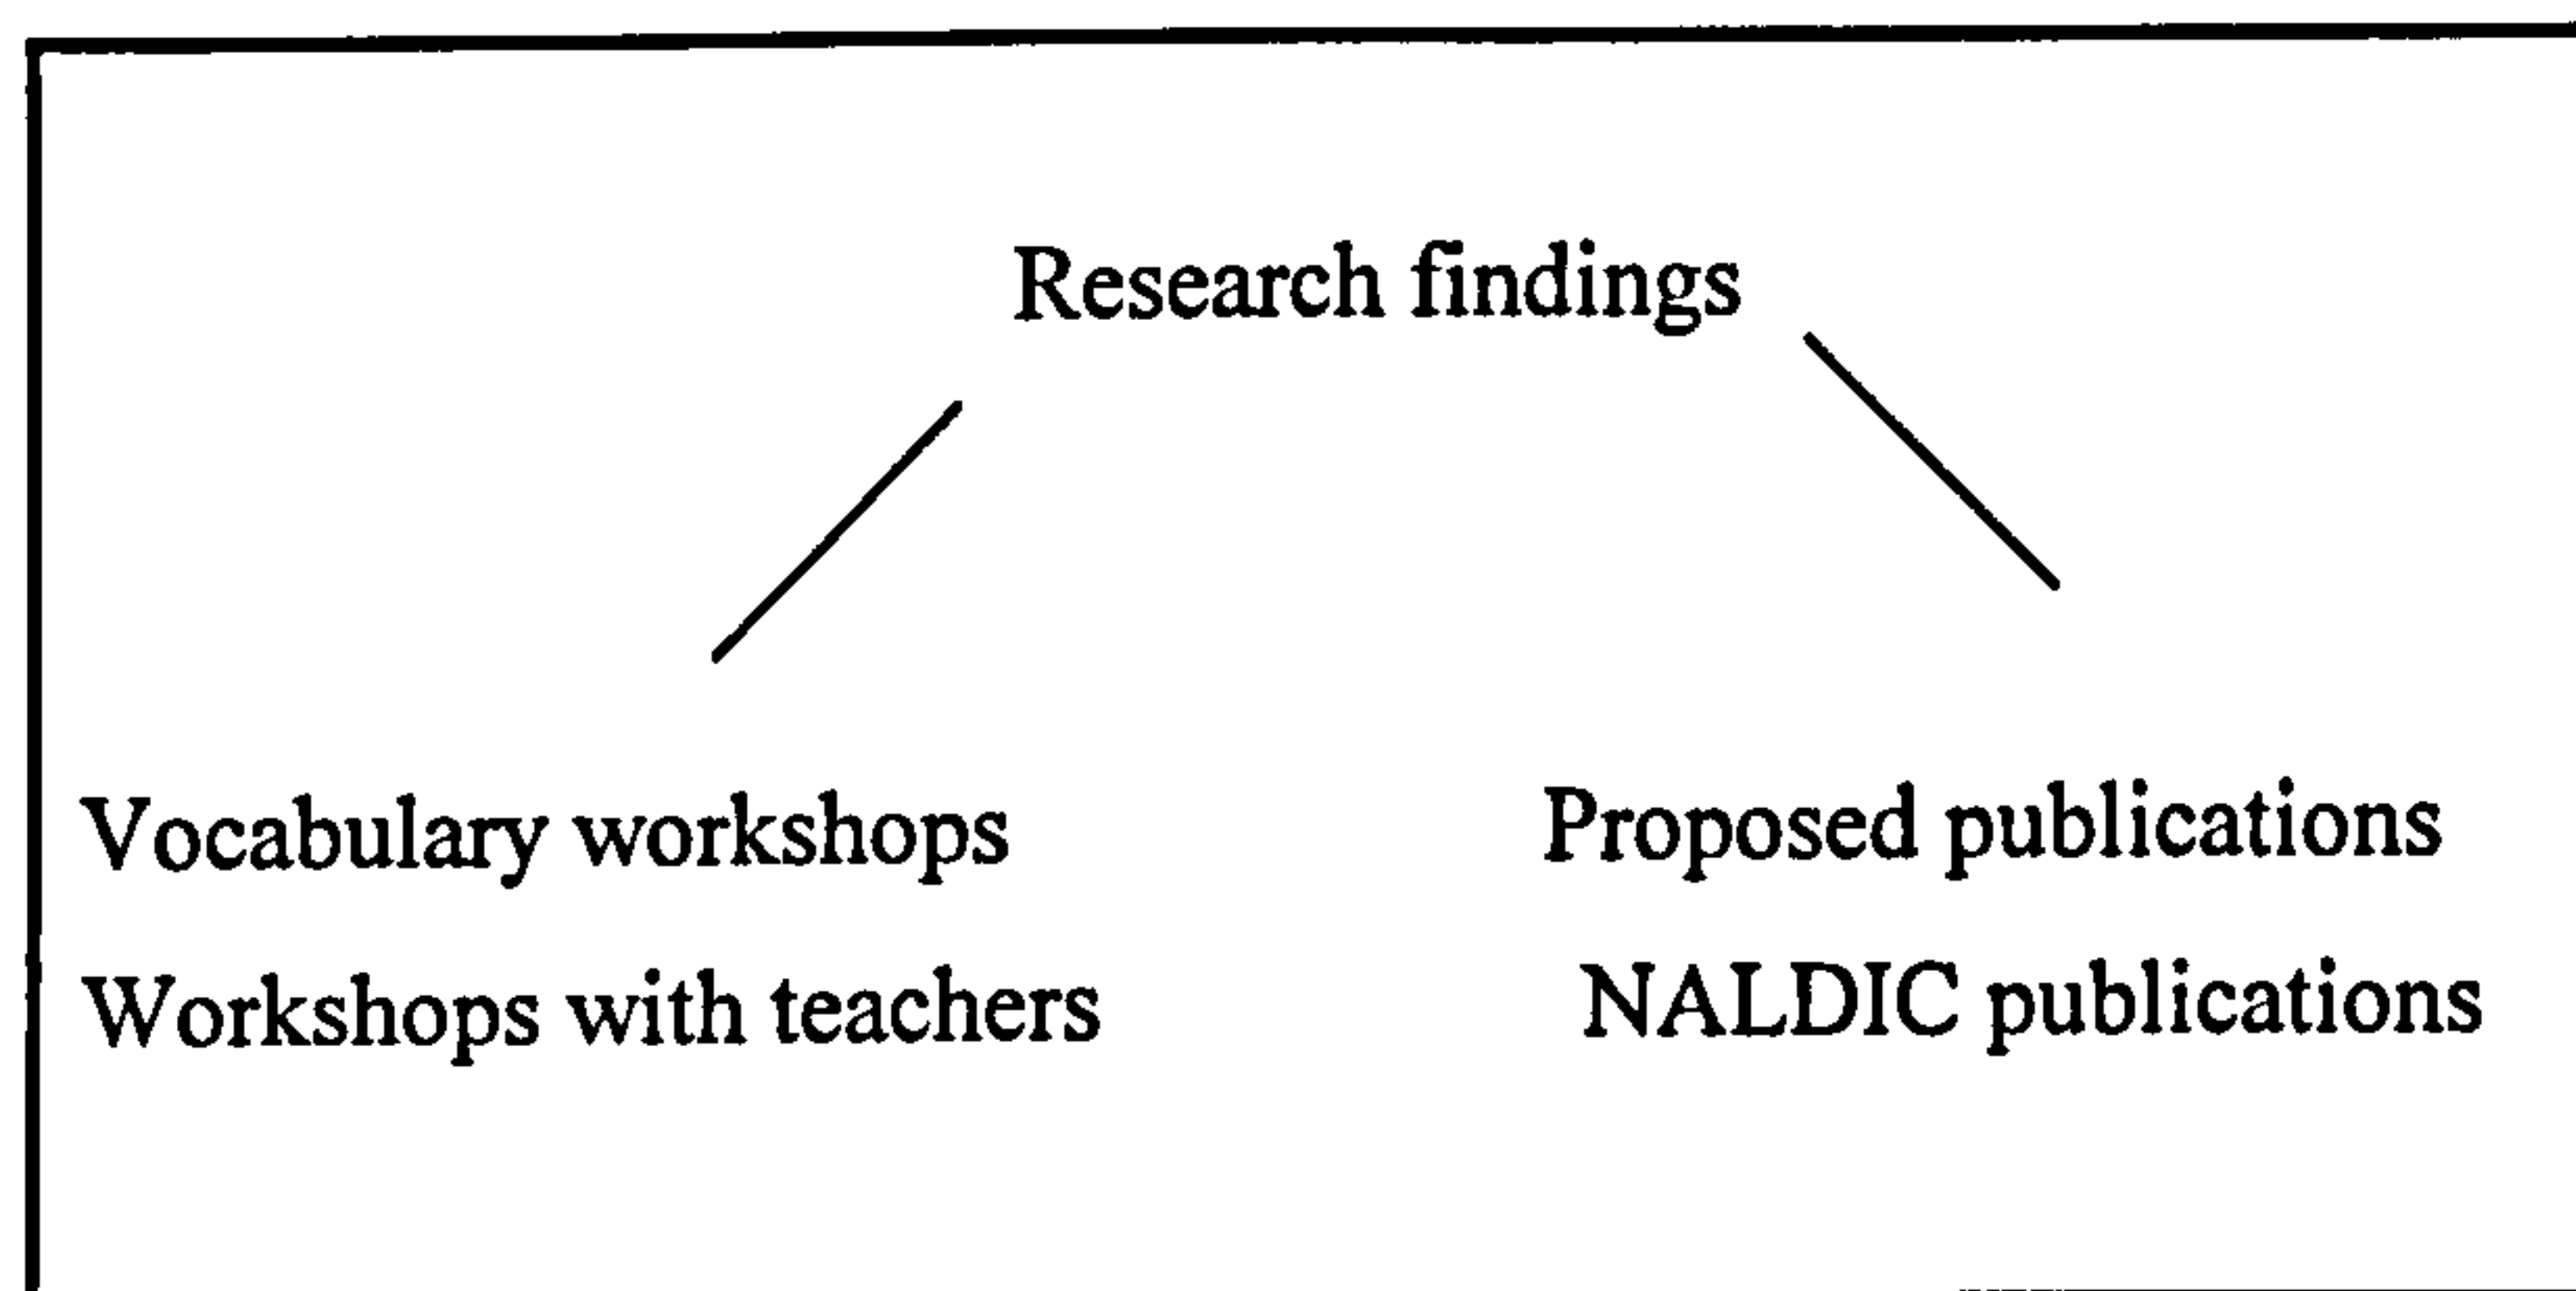 Research findings
Vocabulary workshops
Proposed publications
Workshops with teachers
NALDIC publications